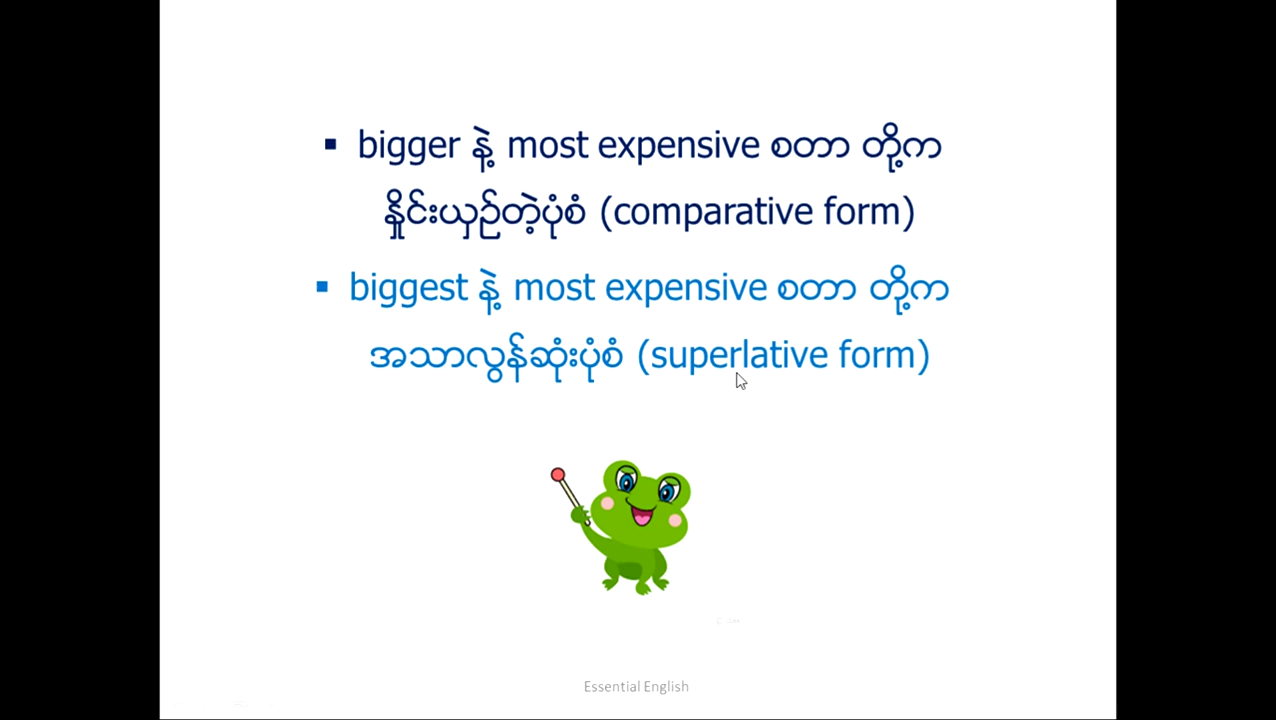 ▪ bigger နဲ့ most expensive စတာ တို့က
နှိုင်းယှဉ်တဲ့ပုံစံ (comparative form)
▪ biggest နဲ့ most expensive စတာ တို့က
အသာလွန်ဆုံးပုံစံ (superlative form)
Essential English